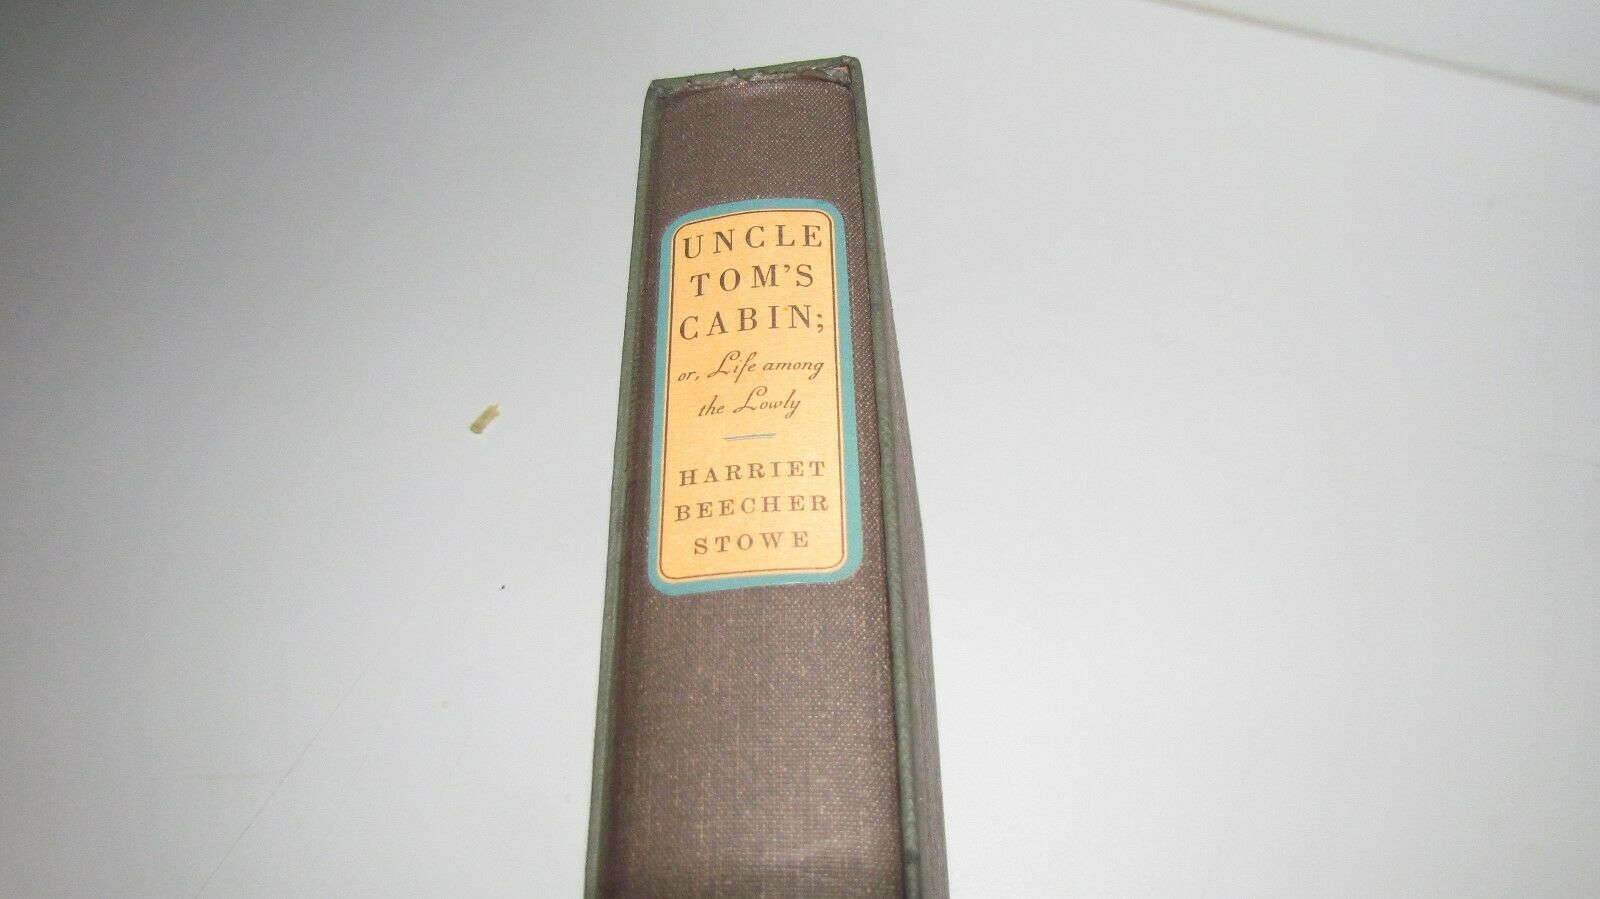 UNCLE
TOM'S
CABIN;
or, Life among
the Lowly
HARRIET
BEECHER
STOWE